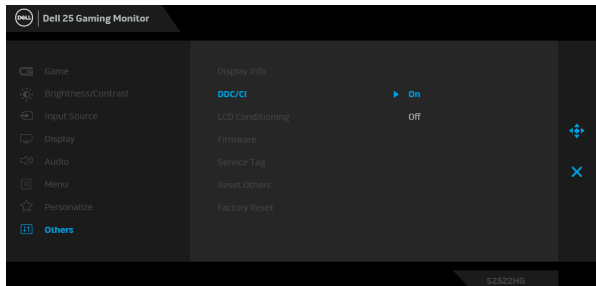 DELL Dell 25 Gaming Monitor
Game
Brightness/Contrast
Input Source
Display
Audio
Menu
Personalize
Others
Display Info
DDC/CI On
LCD Conditioning Off
Firmware
Service Tag
Reset Others
Factory Reset
S2522HG